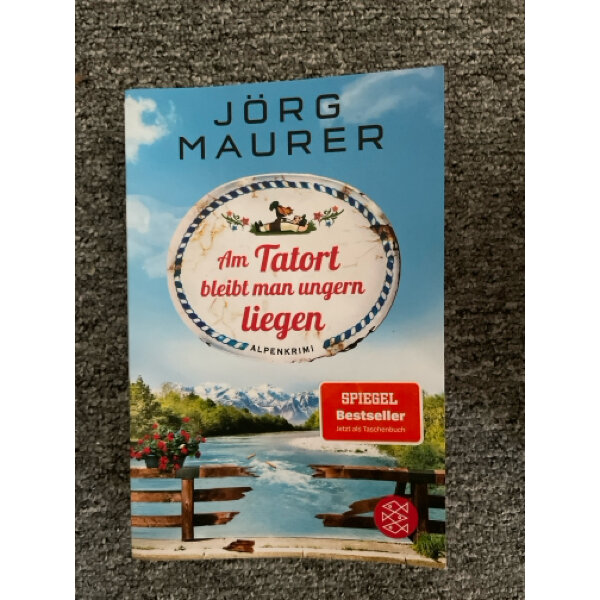 JÖRG
MAURER
Am Tatort
bleibt man ungern
liegen
ALPENKRIMI
SPIEGEL
Bestseller
Jetzt als Taschenbuch